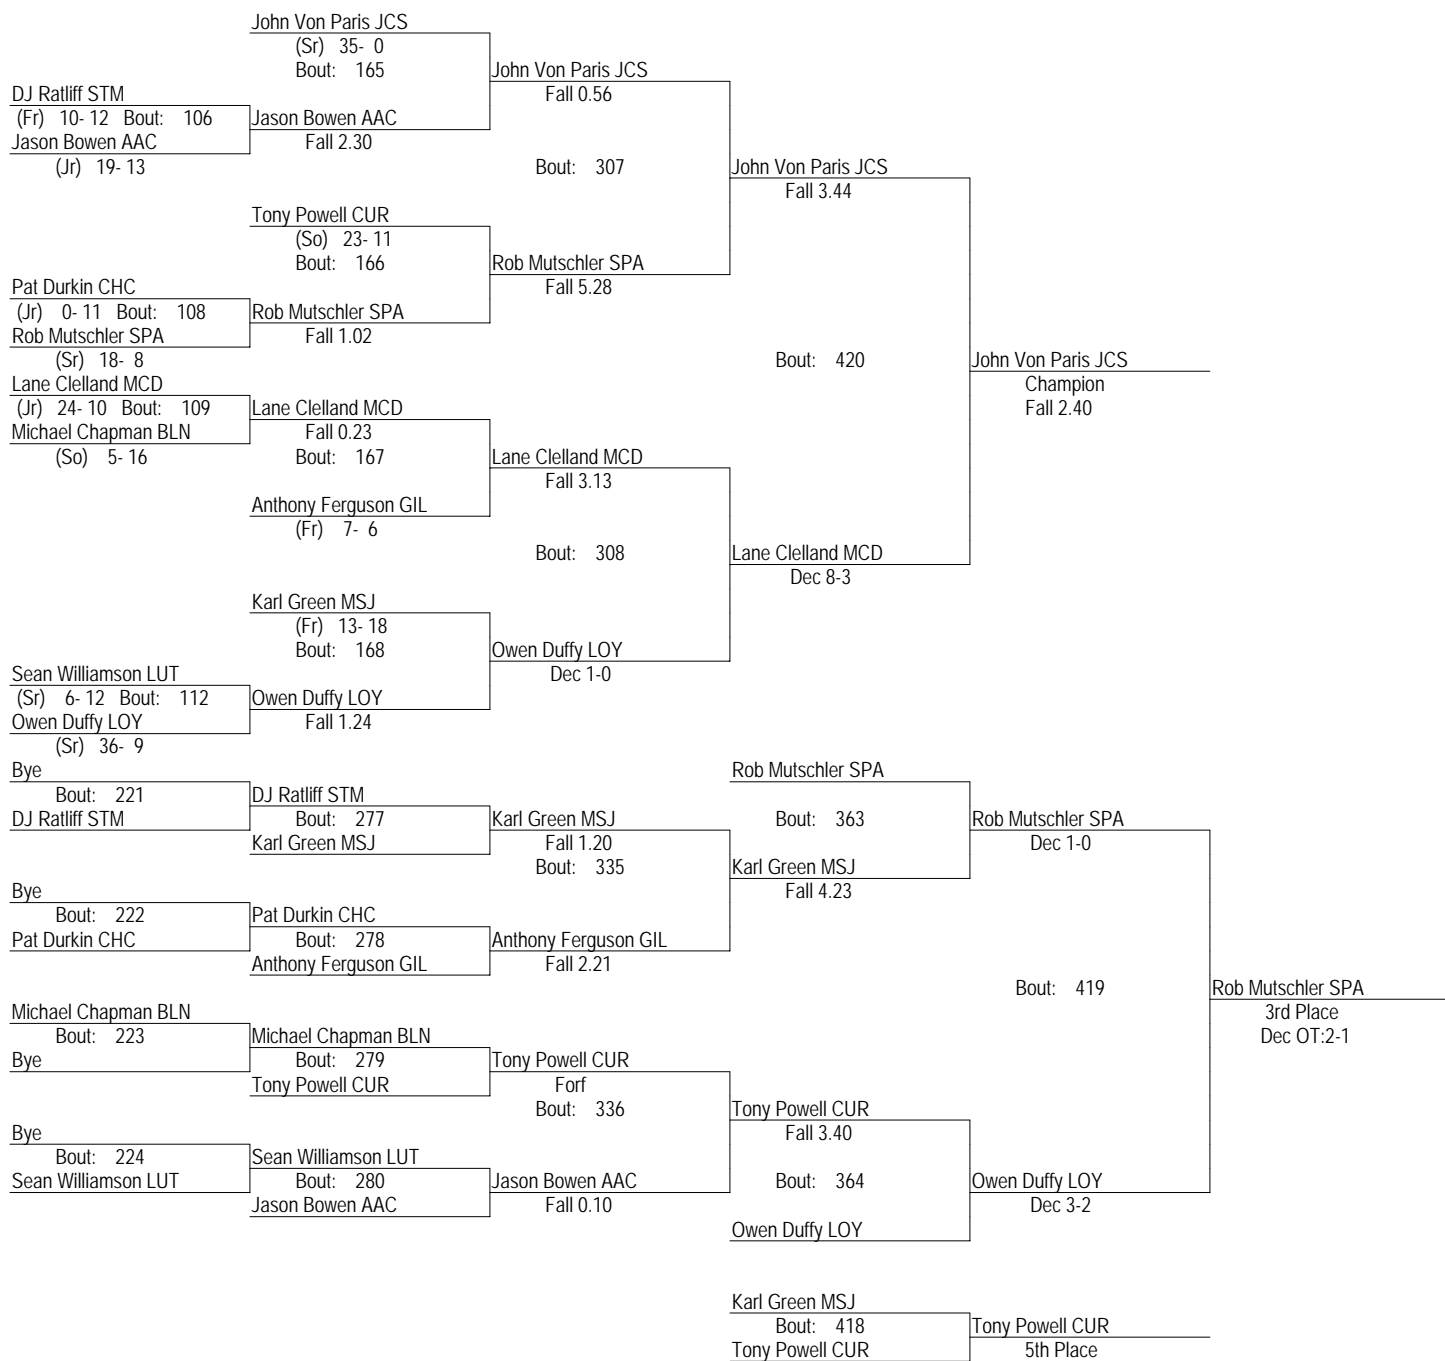 John Von Paris JCS
(Sr) 35- 0
Bout: 165
John Von Paris JCS
Fall 0.56
DJ Ratliff STM
(Fr) 10- 12 Bout: 106
Jason Bowen AAC
Jason Bowen AAC
Fall 2.30
(Jr) 19- 13
Bout: 307
John Von Paris JCS
Fall 3.44
Tony Powell CUR
(So) 23- 11
Bout: 166
Rob Mutschler SPA
Fall 5.28
Pat Durkin CHC
(Jr) 0- 11 Bout: 108
Rob Mutschler SPA
Rob Mutschler SPA
Fall 1.02
(Sr) 18- 8
Bout: 420
John Von Paris JCS
Champion
Fall 2.40
Lane Clelland MCD
(Jr) 24- 10 Bout: 109
Lane Clelland MCD
Michael Chapman BLN
Fall 0.23
(So) 5- 16
Bout: 167
Lane Clelland MCD
Fall 3.13
Anthony Ferguson GIL
(Fr) 7- 6
Bout: 308
Lane Clelland MCD
Dec 8-3
Karl Green MSJ
(Fr) 13- 18
Bout: 168
Owen Duffy LOY
Dec 1-0
Sean Williamson LUT
(Sr) 6- 12 Bout: 112
Owen Duffy LOY
Owen Duffy LOY
Fall 1.24
(Sr) 36- 9
Bye
Bout: 221
DJ Ratliff STM
DJ Ratliff STM
Bout: 277
Karl Green MSJ
Karl Green MSJ
Fall 1.20
Bout: 335
Rob Mutschler SPA
Bout: 363
Rob Mutschler SPA
Dec 1-0
Karl Green MSJ
Fall 4.23
Bye
Bout: 222
Pat Durkin CHC
Pat Durkin CHC
Bout: 278
Anthony Ferguson GIL
Anthony Ferguson GIL
Fall 2.21
Bout: 419
Rob Mutschler SPA
3rd Place
Dec OT:2-1
Michael Chapman BLN
Bout: 223
Bye
Michael Chapman BLN
Bout: 279
Tony Powell CUR
Tony Powell CUR
Forf
Bout: 336
Tony Powell CUR
Fall 3.40
Bye
Bout: 224
Sean Williamson LUT
Sean Williamson LUT
Bout: 280
Jason Bowen AAC
Jason Bowen AAC
Fall 0.10
Bout: 364
Owen Duffy LOY
Dec 3-2
Owen Duffy LOY
Karl Green MSJ
Bout: 418
Tony Powell CUR
Tony Powell CUR
5th Place